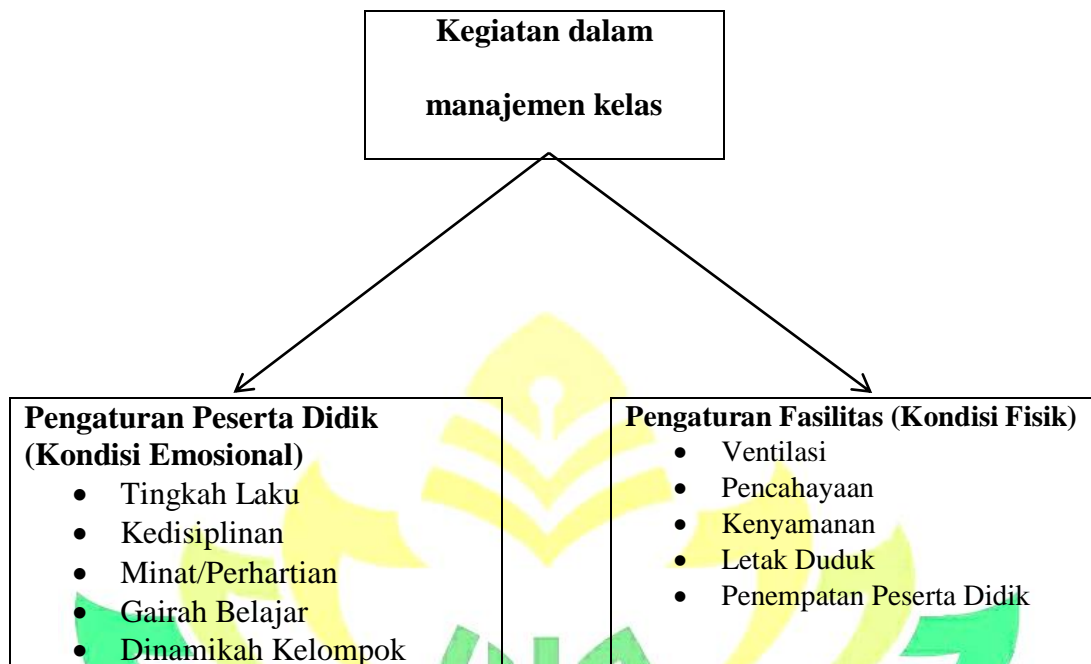 Kegiatan dalam
manajemen kelas
Pengaturan Peserta Didik
(Kondisi Emosional)
• Tingkah Laku
• Kedisiplinan
• Minat/Perhartian
• Gairah Belajar
• Dinamikah Kelompok
Pengaturan Fasilitas (Kondisi Fisik)
• Ventilasi
• Pencahayaan
• Kenyamanan
• Letak Duduk
• Penempatan Peserta Didik